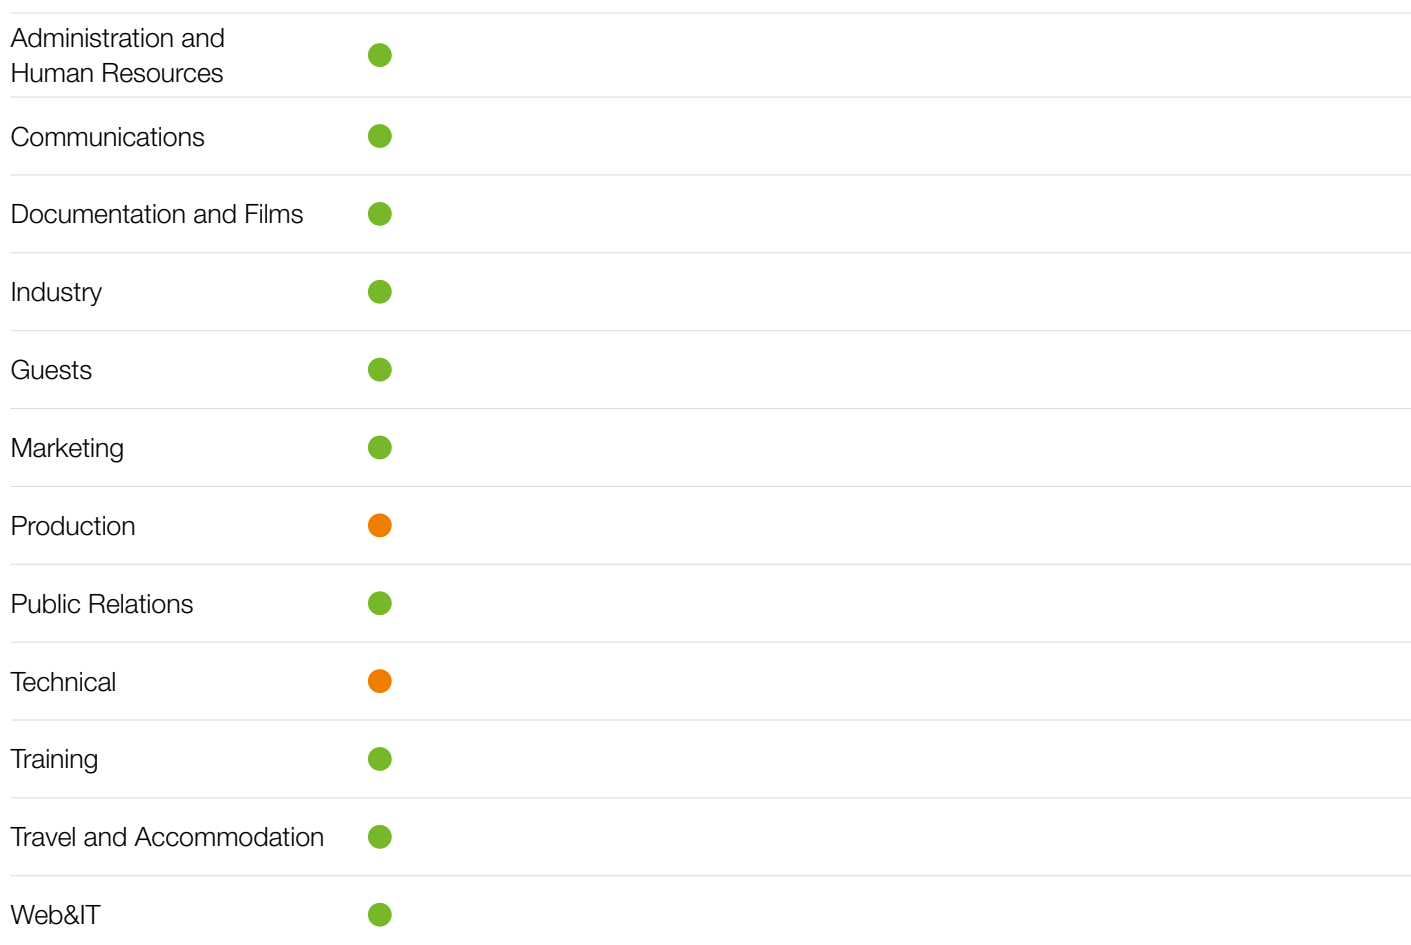 Administration and
Human Resources
Communications
Documentation and Films
Industry
Guests
Marketing
Production
Public Relations
Technical
Training
Travel and Accommodation
Web&IT